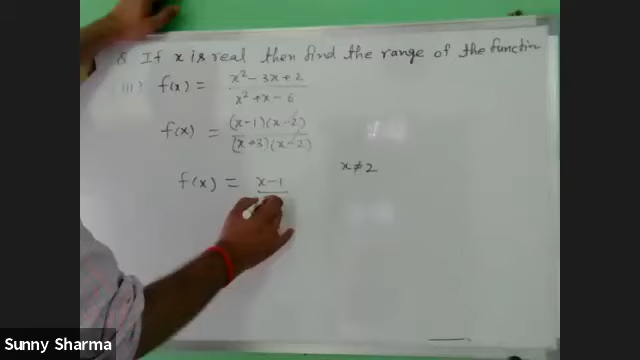 8 If x is real then find the range of the function
(iii) f(x) = x² - 3x + 2 / x² + x - 6
f(x) = (x-1)(x-2) / (x+3)(x-2)
x ≠ 2
f(x) = x-1
Sunny Sharma